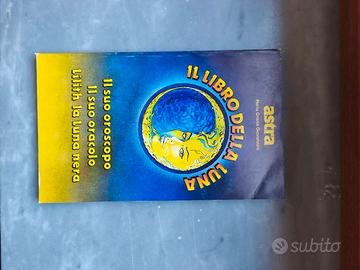 astra
IL LIBRO DELLA LUNA
Il suo oroscopo
Il suo oracolo
Lilith la luna nera
subito